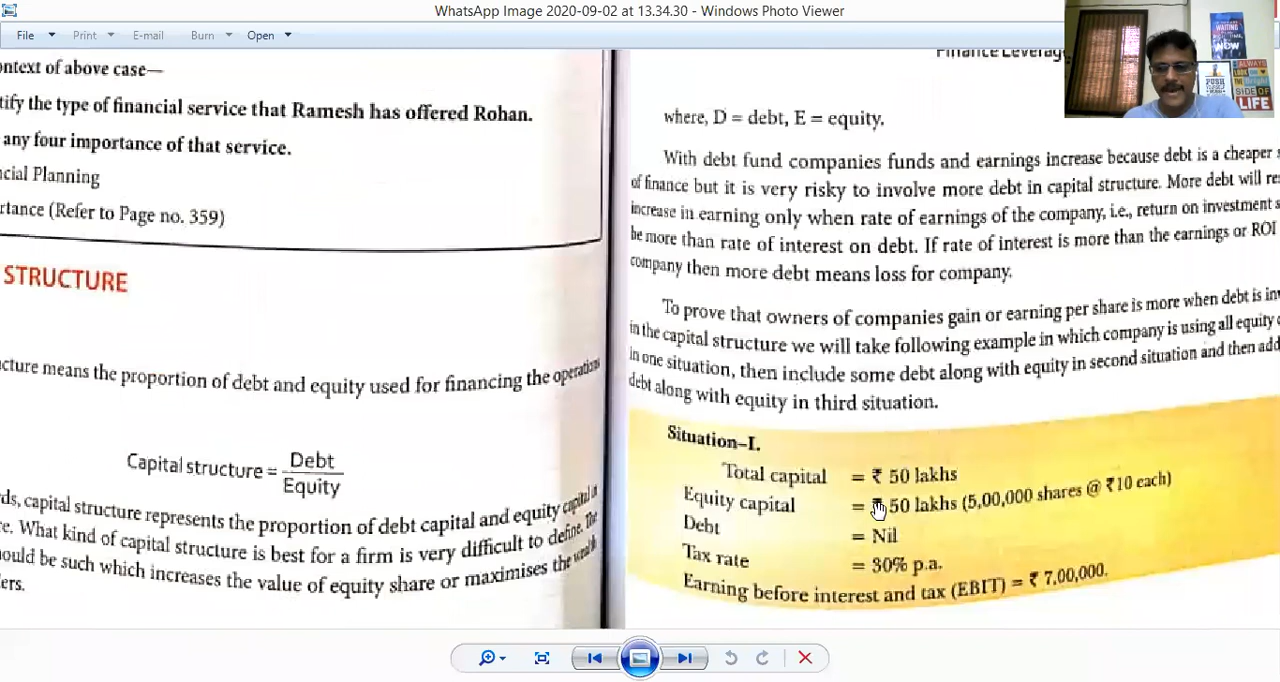 WhatsApp Image 2020-09-02 at 13.34.30 - Windows Photo Viewer
File Print E-mail Burn Open
ontext of above case—
tify the type of financial service that Ramesh has offered Rohan.
any four importance of that service.
cial Planning
rtance (Refer to Page no. 359)
STRUCTURE
cture means the proportion of debt and equity used for financing the operations
Capital structure = Debt
Equity
ds, capital structure represents the proportion of debt capital and equity capital
e. What kind of capital structure is best for a firm is very difficult to define. The
ould be such which increases the value of equity share or maximises the
ers.
Finance Leverag
where, D = debt, E = equity.
With debt fund companies funds and earnings increase because debt is a cheaper s
of finance but it is very risky to involve more debt in capital structure. More debt will re
increase in earning only when rate of earnings of the company, i.e., return on investment s
be more than rate of interest on debt. If rate of interest is more than the earnings or ROI
company then more debt means loss for company.
To prove that owners of companies gain or earning per share is more when debt is in
in the capital structure we will take following example in which company is using all equity
in one situation, then include some debt along with equity in second situation and then add
debt along with equity in third situation.
Situation–I.
Total capital = ₹ 50 lakhs
Equity capital = ₹ 50 lakhs (5,00,000 shares @ ₹10 each)
Debt = Nil
Tax rate = 30% p.a.
Earning before interest and tax (EBIT) = ₹ 7,00,000.
WAITING
NOW
PUSH
ALWAYS
LOOK
ON THE
SIDE OF
LIFE